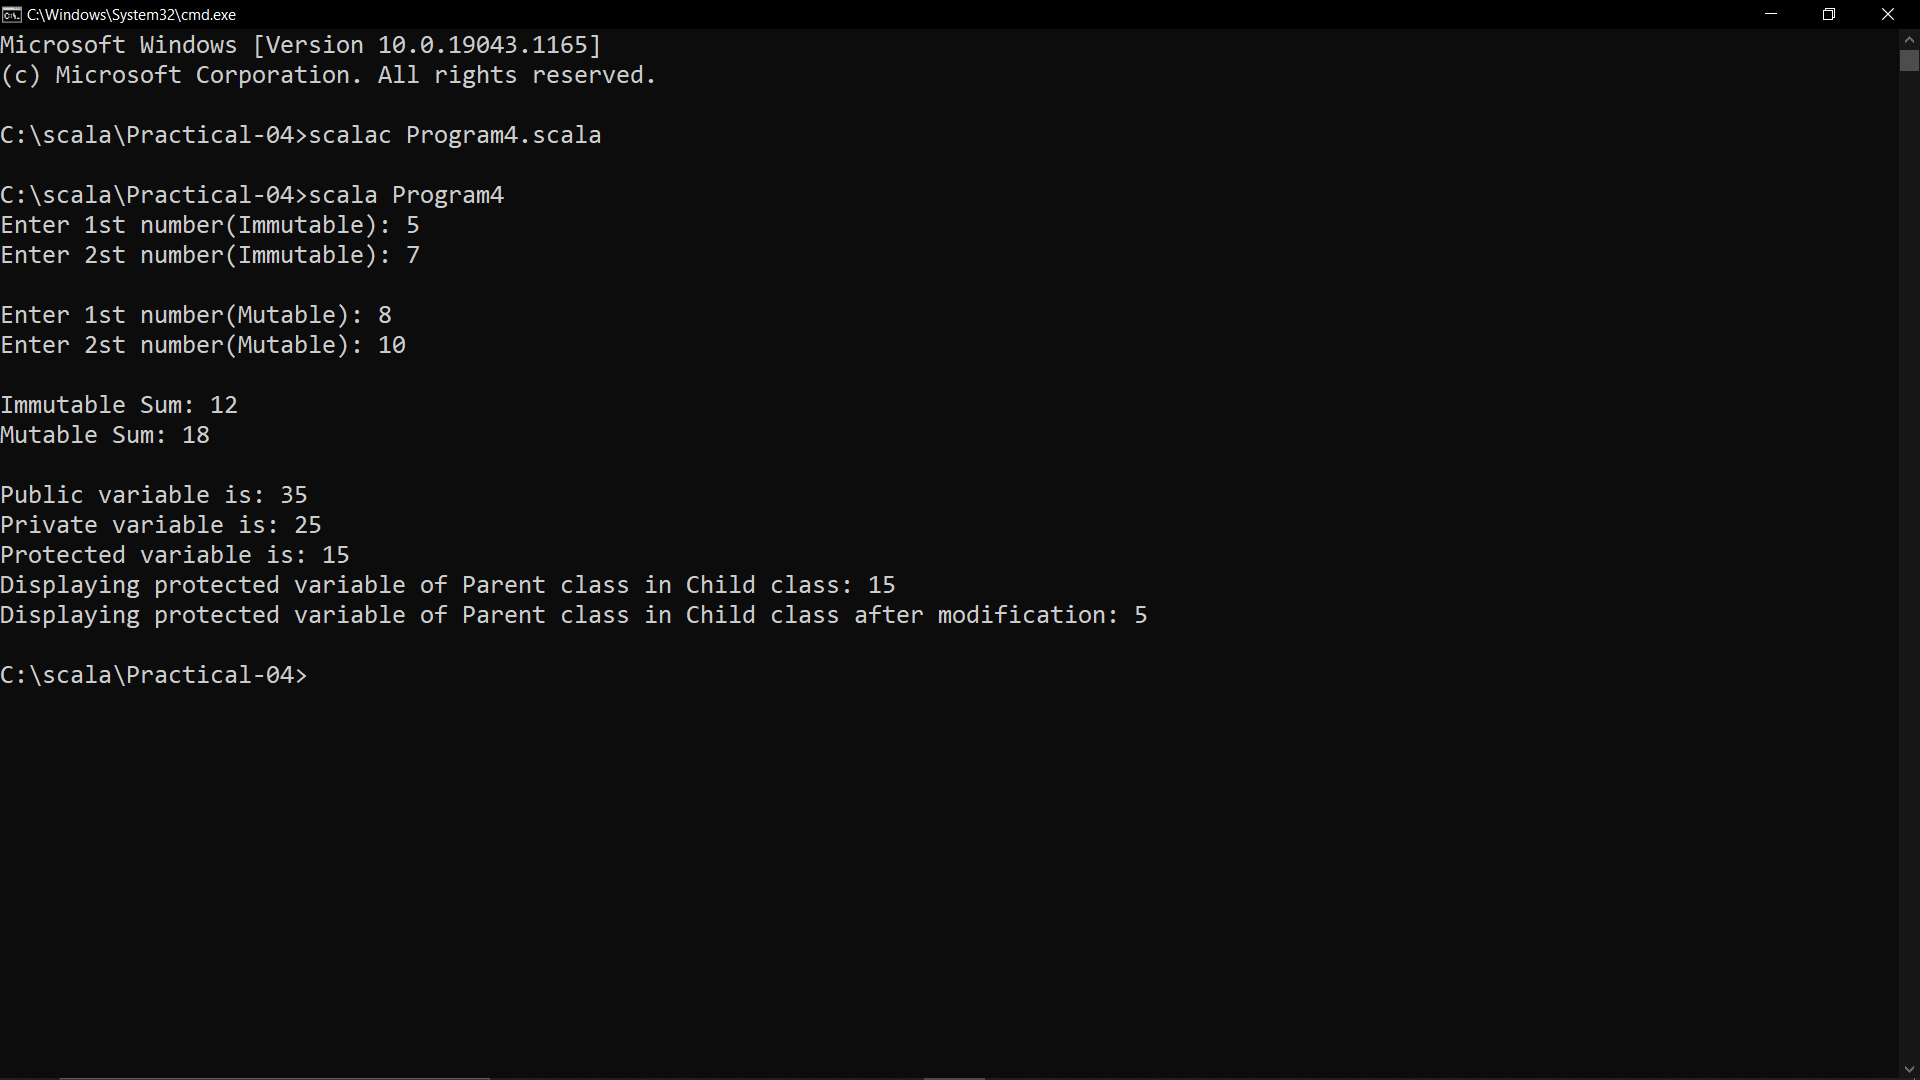 C:\Windows\System32\cmd.exe
Microsoft Windows [Version 10.0.19043.1165]
(c) Microsoft Corporation. All rights reserved.
C:\scala\Practical-04>scalac Program4.scala
C:\scala\Practical-04>scala Program4
Enter 1st number(Immutable): 5
Enter 2st number(Immutable): 7
Enter 1st number(Mutable): 8
Enter 2st number(Mutable): 10
Immutable Sum: 12
Mutable Sum: 18
Public variable is: 35
Private variable is: 25
Protected variable is: 15
Displaying protected variable of Parent class in Child class: 15
Displaying protected variable of Parent class in Child class after modification: 5
C:\scala\Practical-04>